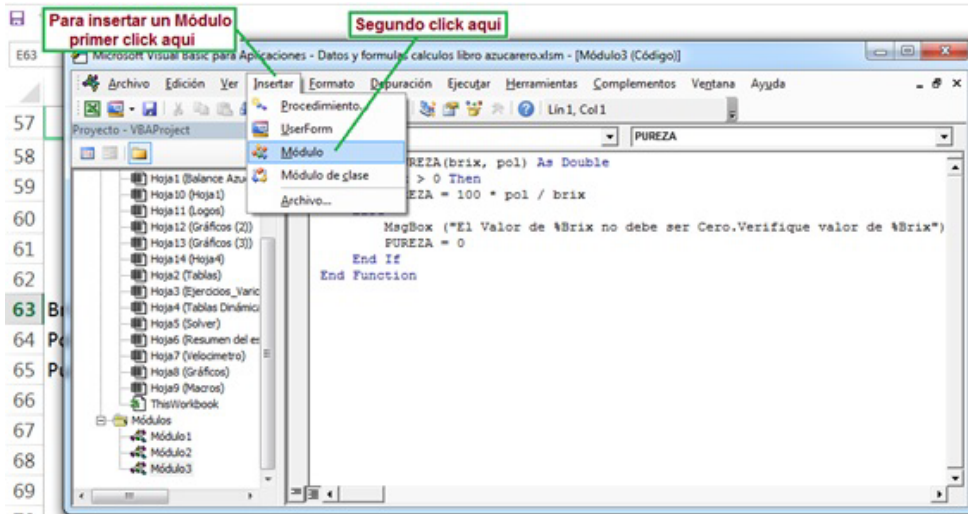 Para insertar un Módulo
primer click aqui
Segundo click aqui
E63
Microsoft Visual Basic para Aplicaciones - Datos y formulas calculos libro azucarero.xlsm - [Módulo3 (Código)]
Archivo Edición Ver Insertar Formato Depuración Ejecutar Herramientas Complementos Ventana Ayuda
Lín 1, Col 1
Procedimiento...
UserForm
Módulo
Módulo de clase
Archivo...
Proyecto - VBAProject
Hoja1 (Balance Azu
Hoja10 (Hoja1)
Hoja11 (Logos)
Hoja12 (Gráficos (2))
Hoja13 (Gráficos (3))
Hoja14 (Hoja4)
Hoja2 (Tablas)
Hoja3 (Ejercicios_Varic
Hoja4 (Tablas Dinámica
Hoja5 (Solver)
Hoja6 (Resumen del es
Hoja7 (Velocimetro)
Hoja8 (Gráficos)
Hoja9 (Macros)
ThisWorkbook
Módulos
Módulo1
Módulo2
Módulo3
PUREZA
REZA(brix, pol) As Double
> 0 Then
EZA = 100 * pol / brix
MsgBox ("El Valor de %Brix no debe ser Cero.Verifique valor de %Brix")
PUREZA = 0
End If
End Function
57
58
59
60
61
62
63 B
64 P
65 Pu
66
67
68
69